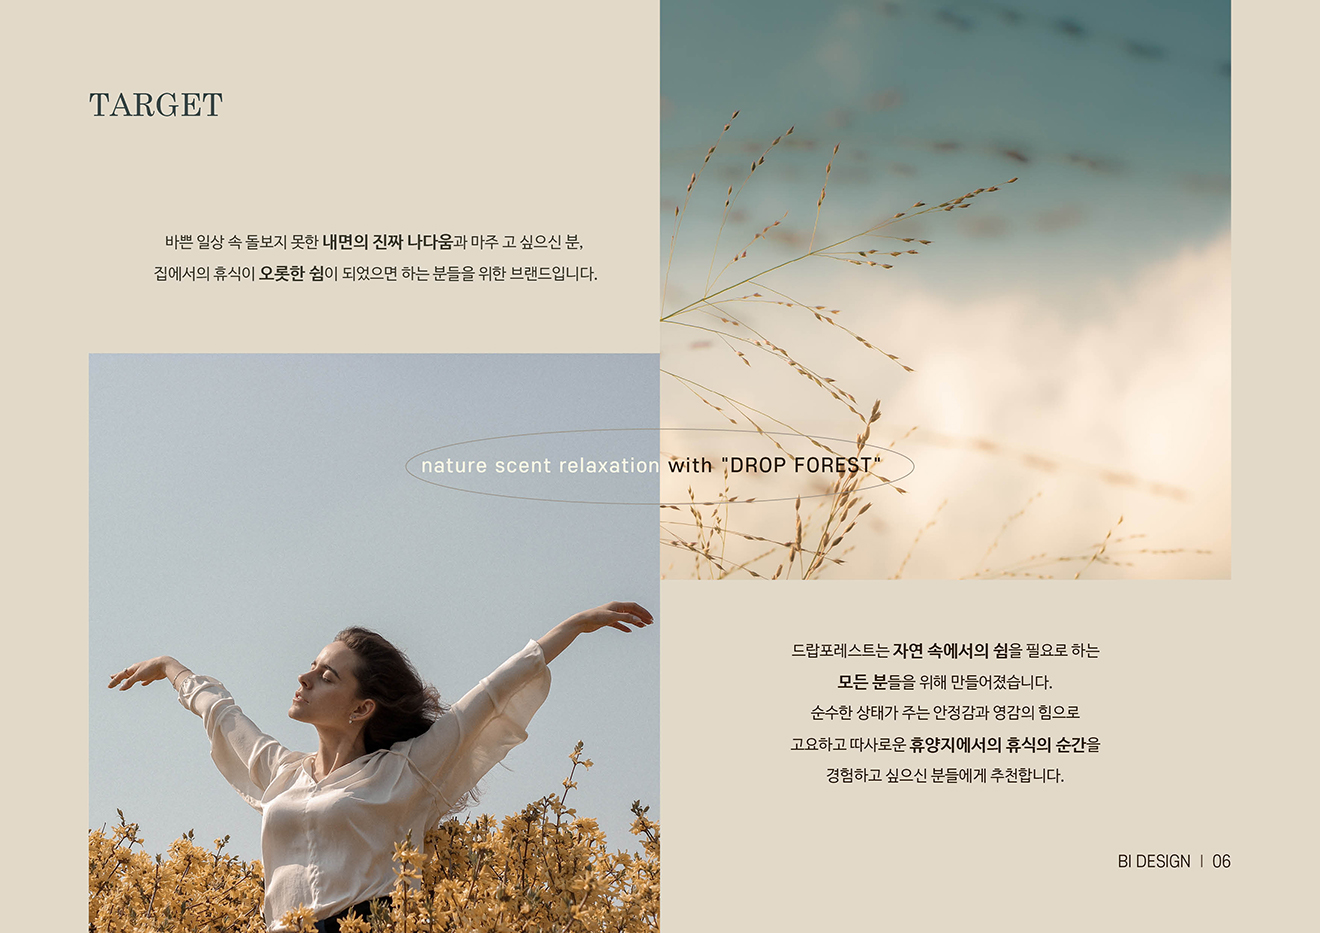 TARGET
바쁜 일상 속 돌보지 못한 내면의 진짜 나다움과 마주 고 싶으신 분,
집에서의 휴식이 오롯한 쉼이 되었으면 하는 분들을 위한 브랜드입니다.
nature scent relaxation with "DROP FOREST"
드랍포레스트는 자연 속에서의 쉼을 필요로 하는
모든 분들을 위해 만들어졌습니다.
순수한 상태가 주는 안정감과 영감의 힘으로
고요하고 따사로운 휴양지에서의 휴식의 순간을
경험하고 싶으신 분들에게 추천합니다.
BI DESIGN | 06